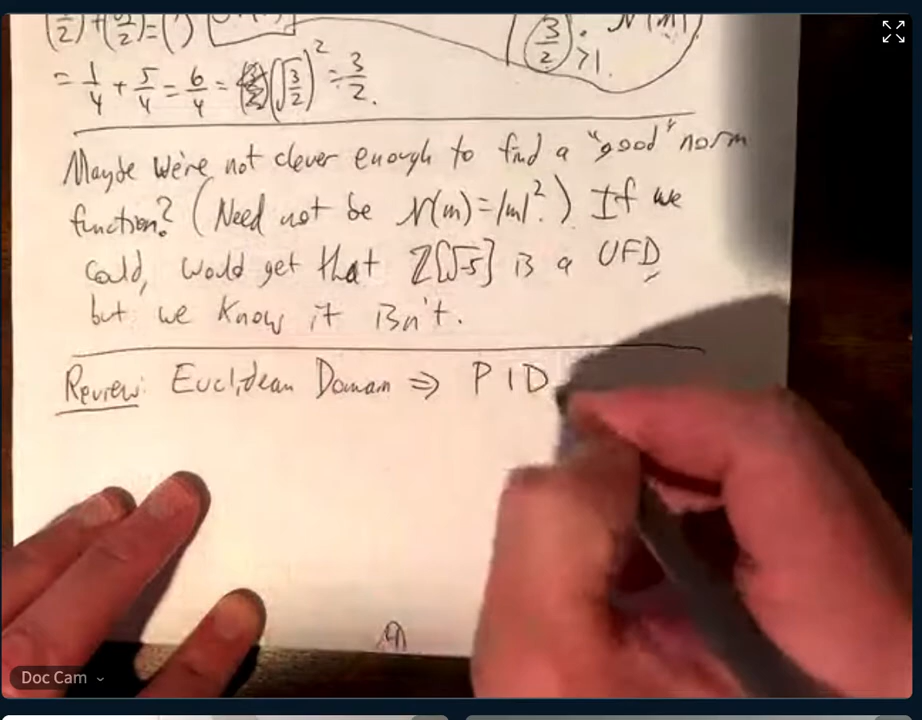 = 1/4 + 5/4 = 6/4 = (√3/2)² = 3/2.
3/2 >1.
Maybe we're not clever enough to find a "good" norm
function? (Need not be N(m)=|m|².) If we
could, would get that Z[√-5] is a UFD
but we know it isn't.
Review: Euclidean Domain ⇒ PID
Doc Cam